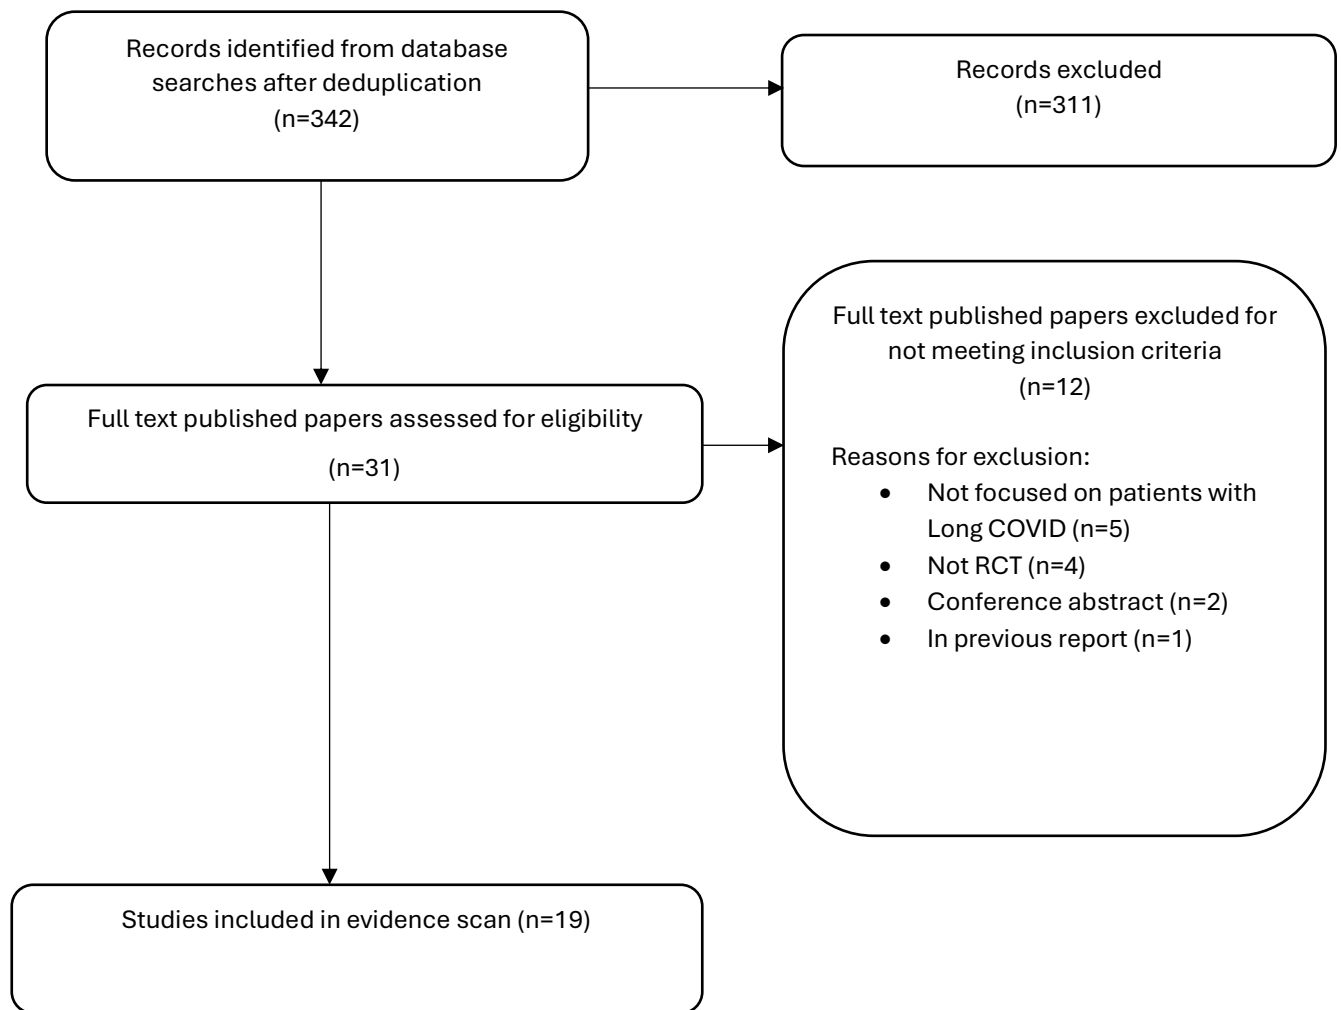 Records identified from database
searches after deduplication
(n=342)
Records excluded
(n=311)
Full text published papers assessed for eligibility
(n=31)
Full text published papers excluded for
not meeting inclusion criteria
(n=12)
Reasons for exclusion:
• Not focused on patients with
Long COVID (n=5)
• Not RCT (n=4)
• Conference abstract (n=2)
• In previous report (n=1)
Studies included in evidence scan (n=19)